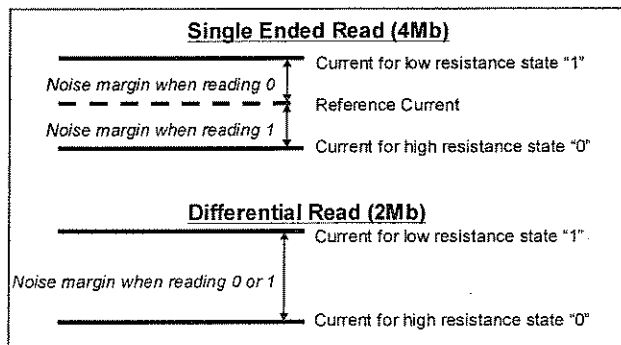 Single Ended Read (4Mb)
Current for low resistance state "1"
Noise margin when reading 0
Reference Current
Noise margin when reading 1
Current for high resistance state "0"
Differential Read (2Mb)
Current for low resistance state "1"
Noise margin when reading 0 or 1
Current for high resistance state "0"